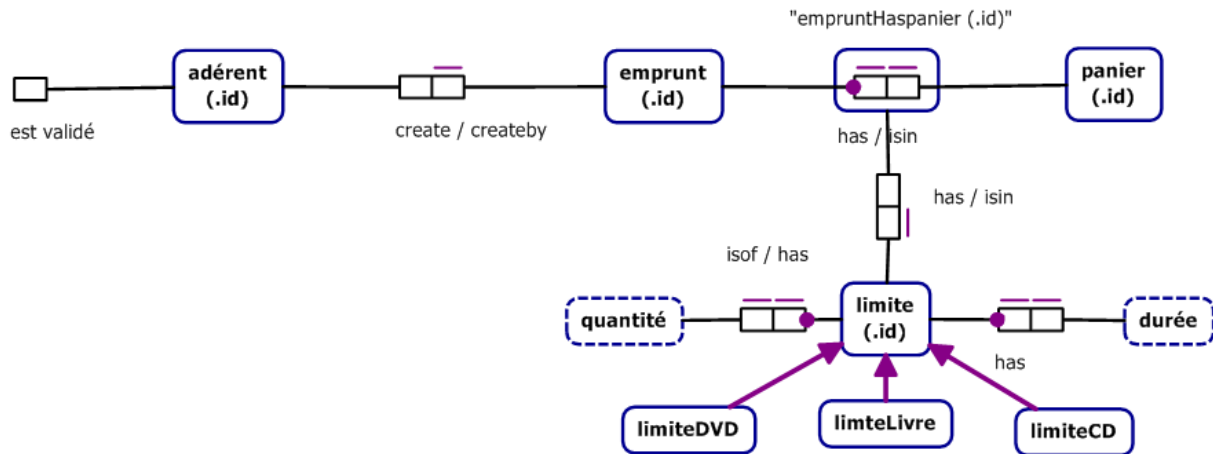 "empruntHaspanier (.id)"
adérent
(.id)
emprunt
(.id)
panier
(.id)
est validé
create / createby
has / isin
has / isin
isof / has
quantité
limite
(.id)
durée
has
limiteDVD
limteLivre
limiteCD